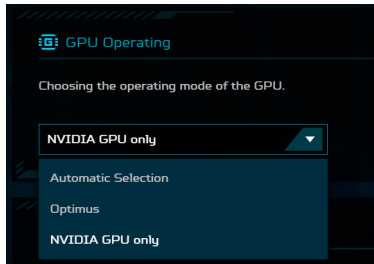 GPU Operating
Choosing the operating mode of the GPU.
NVIDIA GPU only
Automatic Selection
Optimus
NVIDIA GPU only